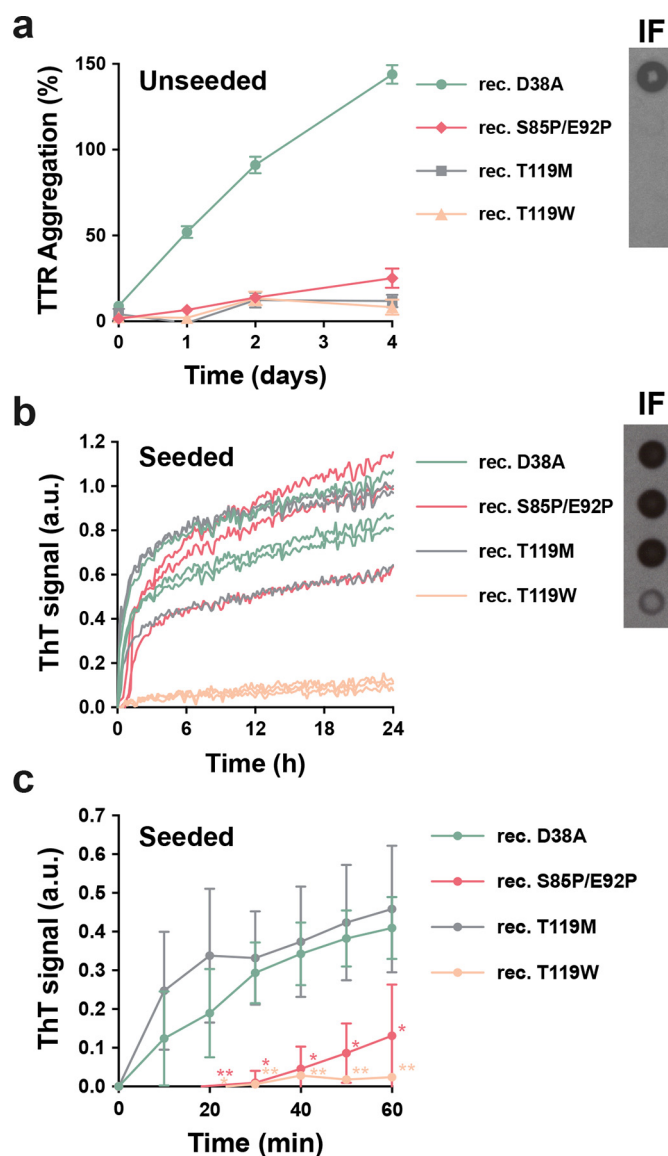 a
IF
Unseeded
TTR Aggregation (%)
150
100
50
0
0 1 2 3 4
Time (days)
rec. D38A
rec. S85P/E92P
rec. T119M
rec. T119W
b
IF
Seeded
ThT signal (a.u.)
1.2
1.0
0.8
0.6
0.4
0.2
0.0
0 6 12 18 24
Time (h)
rec. D38A
rec. S85P/E92P
rec. T119M
rec. T119W
c
Seeded
ThT signal (a.u.)
0.7
0.6
0.5
0.4
0.3
0.2
0.1
0.0
** * * * *
* ** ** ** **
0 20 40 60
Time (min)
rec. D38A
rec. S85P/E92P
rec. T119M
rec. T119W